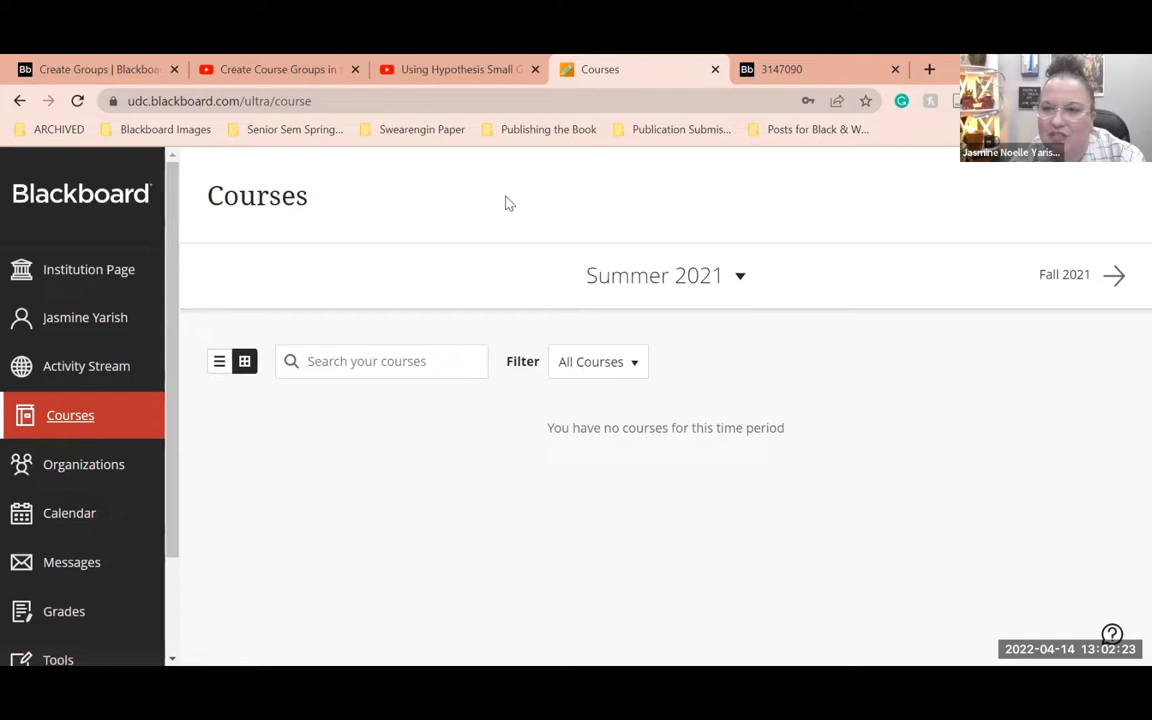 Create Groups | Blackboa
Create Course Groups in
Using Hypothesis Small G
Courses
Bb 3147090
udc.blackboard.com/ultra/course
ARCHIVED
Blackboard Images
Senior Sem Spring...
Swearengin Paper
Publishing the Book
Publication Submis...
Posts for Black & W...
Jasmine Noelle Yaris...
Blackboard
Courses
Institution Page
Summer 2021
Fall 2021
Jasmine Yarish
Activity Stream
Search your courses
Filter
All Courses
Courses
You have no courses for this time period
Organizations
Calendar
Messages
Grades
Tools
2022-04-14 13:02:23